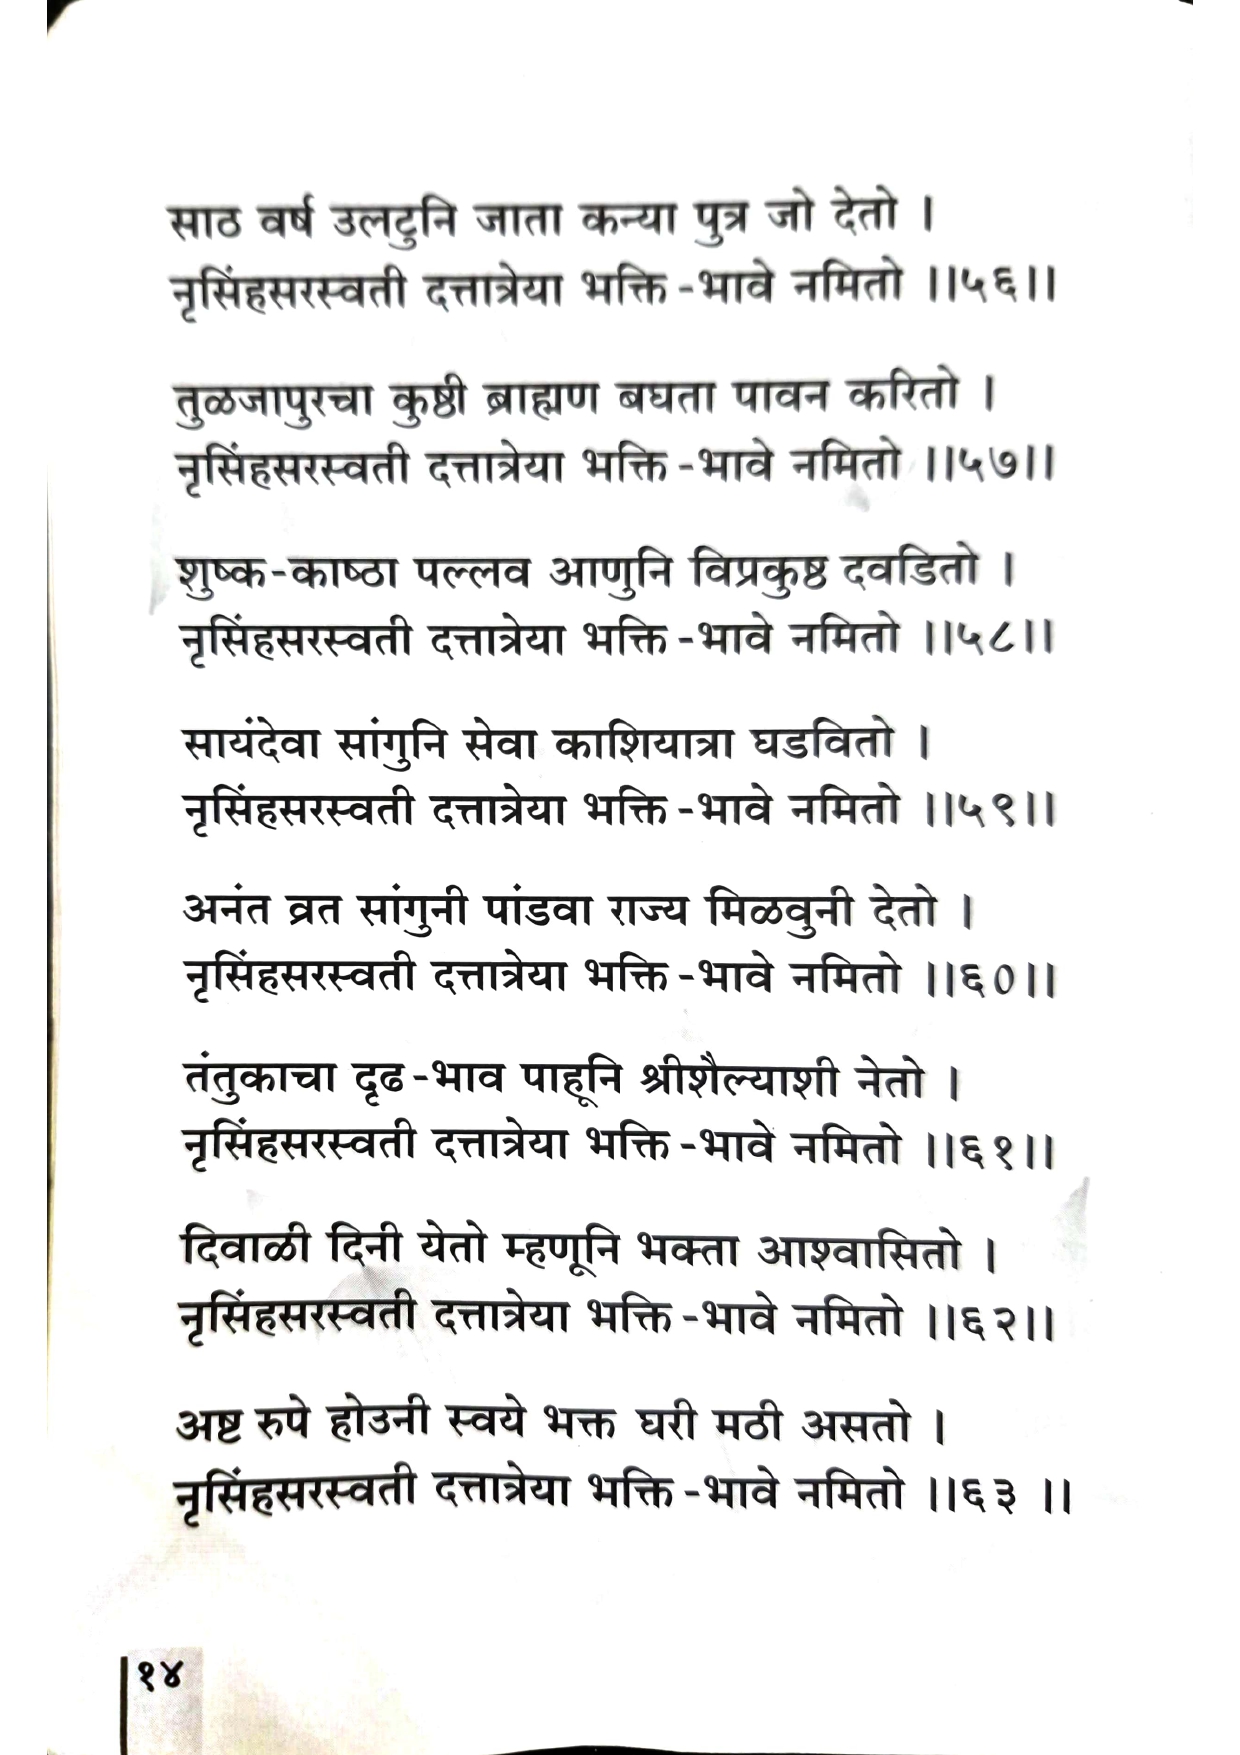 साठ वर्ष उलटुनि जाता कन्या पुत्र जो देतो ।
नृसिंहसरस्वती दत्तात्रेया भक्ति -भावे नमितो ।।५६।।
तुळजापुरचा कुष्ठी ब्राह्मण बघता पावन करितो ।
नृसिंहसरस्वती दत्तात्रेया भक्ति -भावे नमितो ।।५७।।
शुष्क-काष्ठा पल्लव आणुनि विप्रकुष्ठ दवडितो ।
नृसिंहसरस्वती दत्तात्रेया भक्ति -भावे नमितो ।।५८।।
सायंदेवा सांगुनि सेवा काशियात्रा घडवितो ।
नृसिंहसरस्वती दत्तात्रेया भक्ति -भावे नमितो ।।५९।।
अनंत व्रत सांगुनी पांडवा राज्य मिळवुनी देतो ।
नृसिंहसरस्वती दत्तात्रेया भक्ति -भावे नमितो ।।६०।।
तंतुकाचा दृढ -भाव पाहूनि श्रीशैल्याशी नेतो ।
नृसिंहसरस्वती दत्तात्रेया भक्ति -भावे नमितो ।।६१।।
दिवाळी दिनी येतो म्हणूनि भक्ता आश्वासितो ।
नृसिंहसरस्वती दत्तात्रेया भक्ति -भावे नमितो ।।६२।।
अष्ट रुपे होउनी स्वये भक्त घरी मठी असतो ।
नृसिंहसरस्वती दत्तात्रेया भक्ति -भावे नमितो ।।६३ ।।
१४